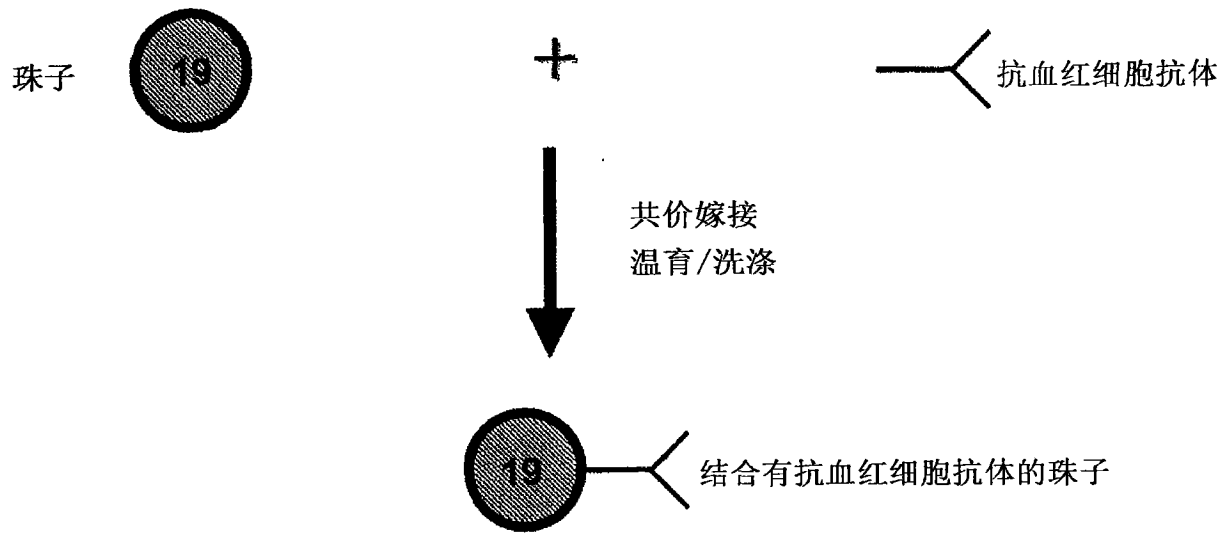 珠子
19
+
抗血红细胞抗体
共价嫁接
温育/洗涤
19
结合有抗血红细胞抗体的珠子